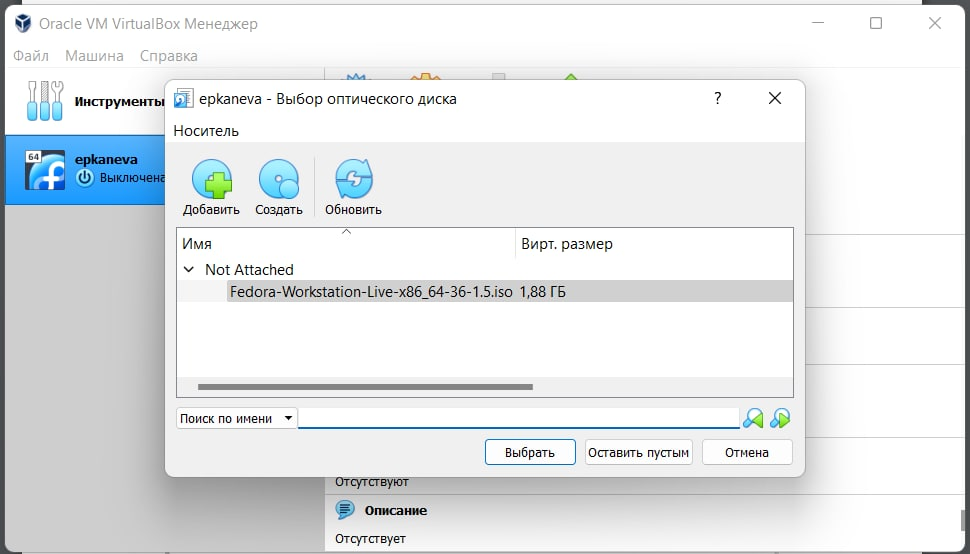 Oracle VM VirtualBox Менеджер
Файл Машина Справка
Инструменты
64
epkaneva
Выключена
epkaneva - Выбор оптического диска
?
Носитель
Добавить Создать Обновить
Имя Вирт. размер
Not Attached
Fedora-Workstation-Live-x86_64-36-1.5.iso 1,88 ГБ
Поиск по имени
Выбрать Оставить пустым Отмена
Отсутствуют
Описание
Отсутствует